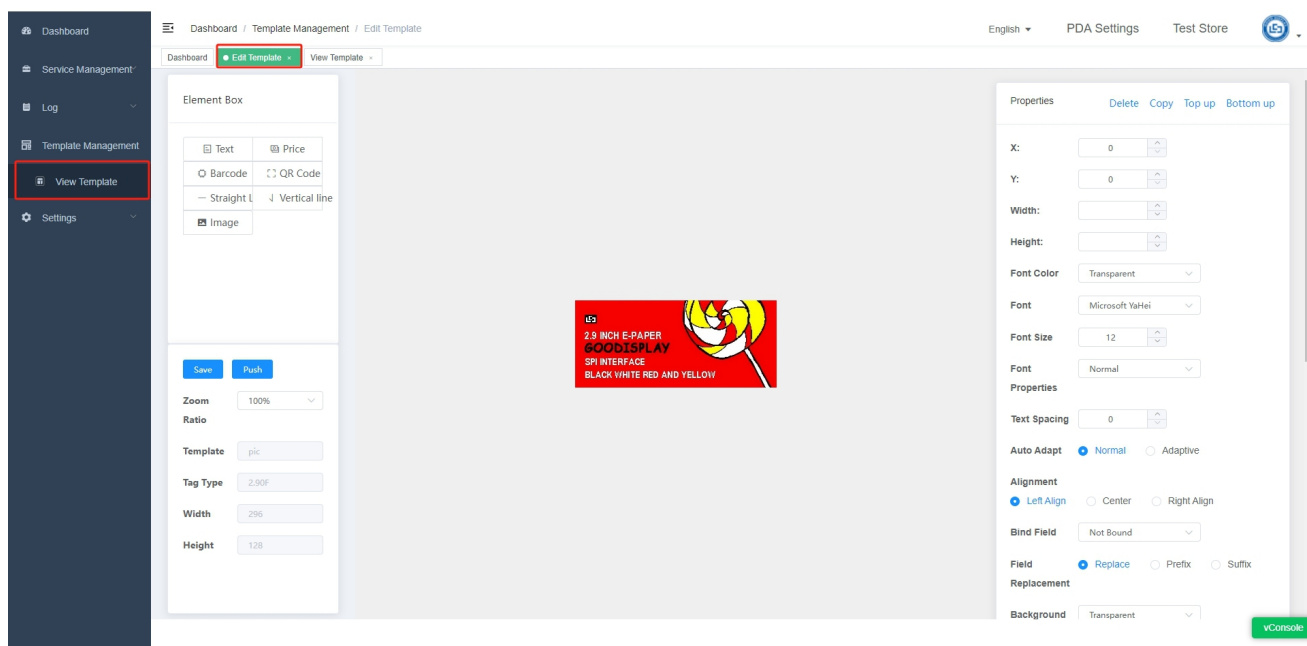 Dashboard
Service Management
Log
Template Management
View Template
Settings
Dashboard / Template Management / Edit Template
English
PDA Settings
Test Store
Dashboard
Edit Template ×
View Template ×
Element Box
Text
Price
Barcode
QR Code
Straight L
Vertical line
Image
Save
Push
Zoom Ratio
100%
Template
pic
Tag Type
2.90F
Width
296
Height
128
2.9 INCH E-PAPER
GOODISPLAY
SPI INTERFACE
BLACK WHITE RED AND YELLOW
Properties
Delete Copy Top up Bottom up
X:
0
Y:
0
Width:
Height:
Font Color
Transparent
Font
Microsoft YaHei
Font Size
12
Font Properties
Normal
Text Spacing
0
Auto Adapt
Normal
Adaptive
Alignment
Left Align
Center
Right Align
Bind Field
Not Bound
Field Replacement
Replace
Prefix
Suffix
Background
Transparent
vConsole